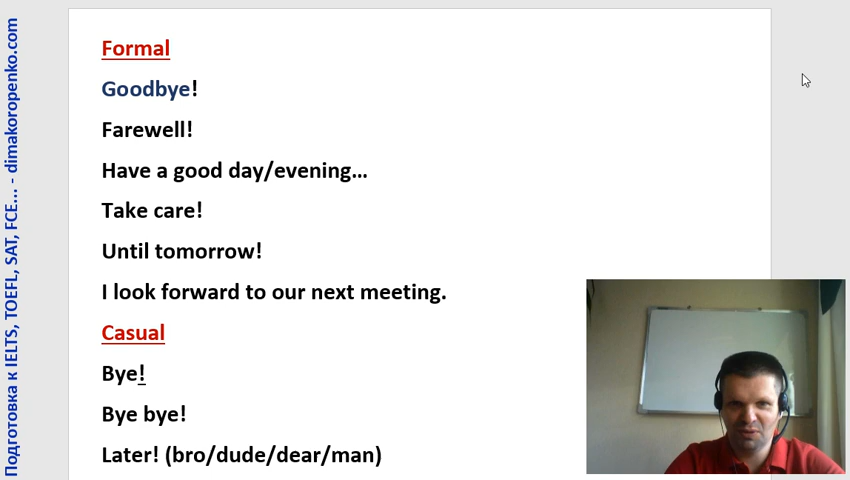 Подготовка к IELTS, TOEFL, SAT, FCE... - dimakoropenko.com
Formal
Goodbye!
Farewell!
Have a good day/evening...
Take care!
Until tomorrow!
I look forward to our next meeting.
Casual
Bye!
Bye bye!
Later! (bro/dude/dear/man)